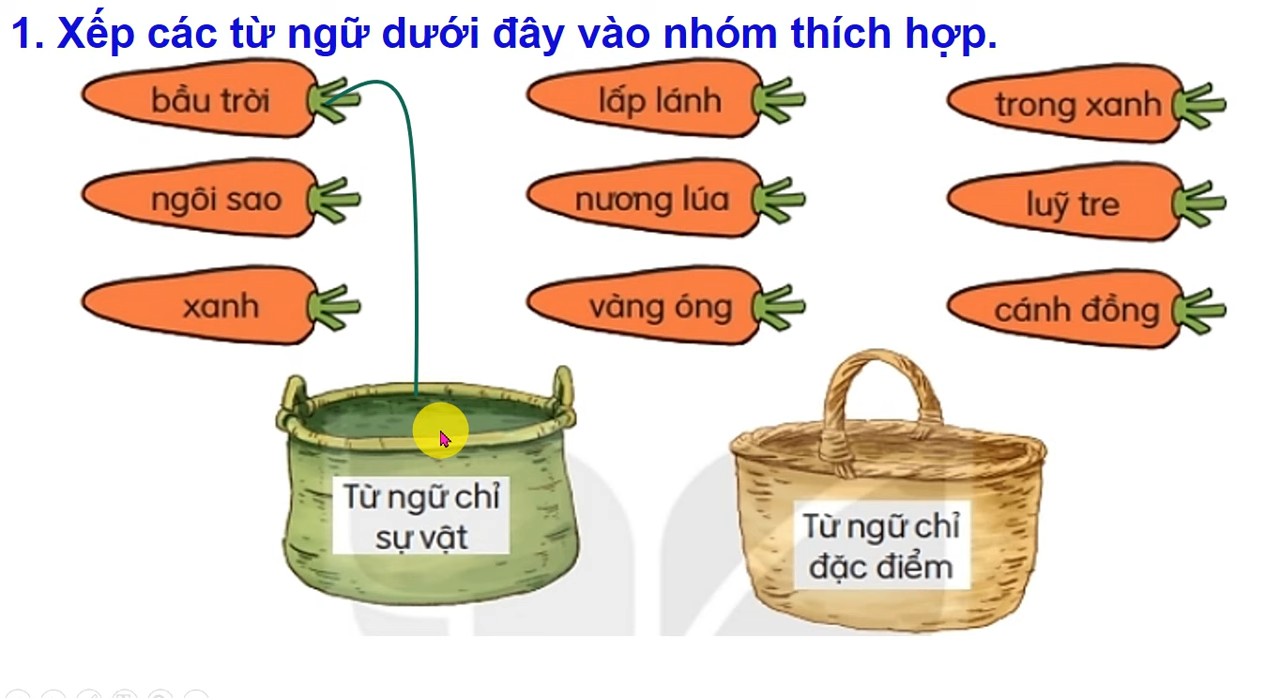 1. Xếp các từ ngữ dưới đây vào nhóm thích hợp.
bầu trời
lấp lánh
trong xanh
ngôi sao
nương lúa
luỹ tre
xanh
vàng óng
cánh đồng
Từ ngữ chỉ
sự vật
Từ ngữ chỉ
đặc điểm